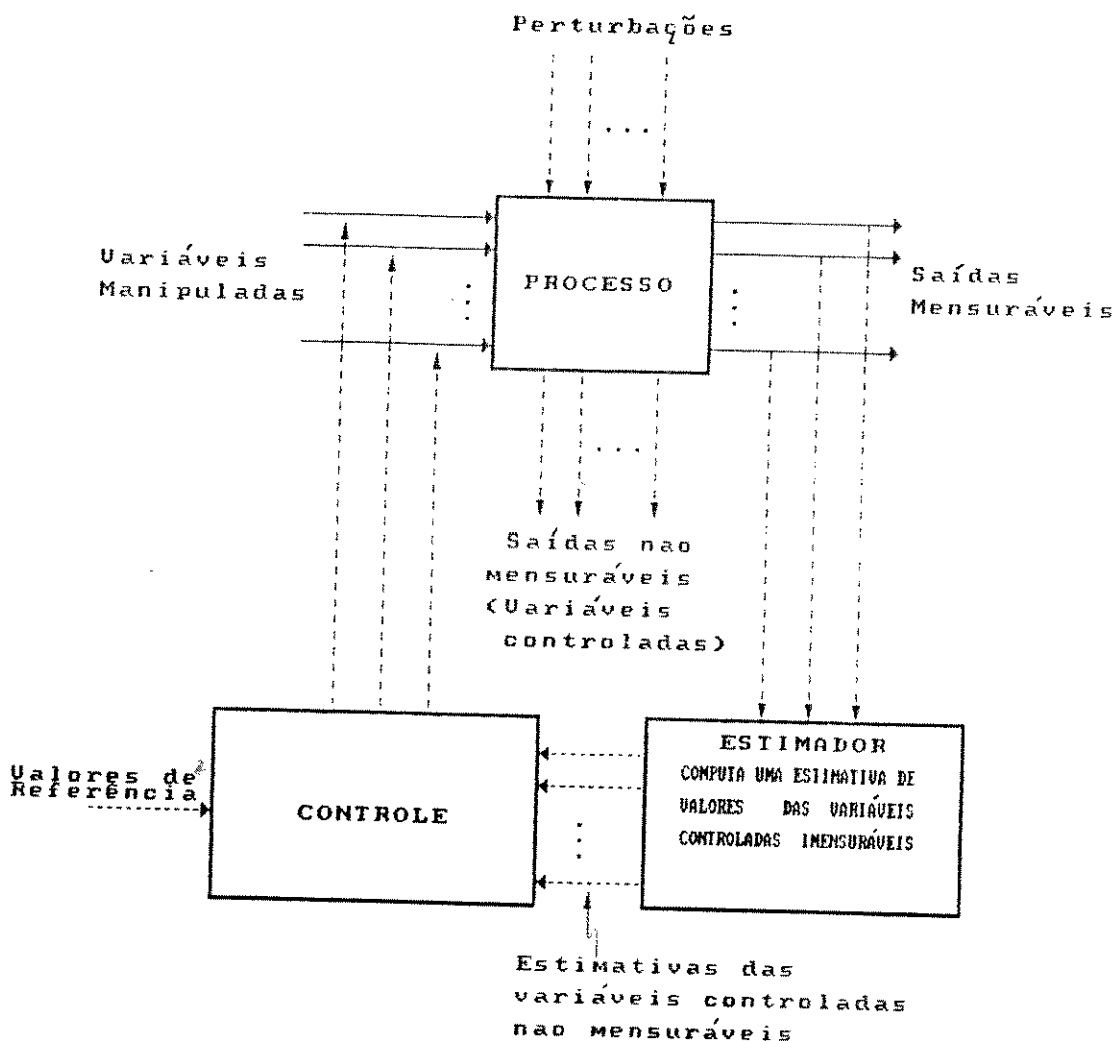 Perturbações
Variáveis
Manipuladas
PROCESSO
Saídas
Mensuráveis
Saídas nao
mensuráveis
(Variáveis
controladas)
Valores de
Referência
CONTROLE
ESTIMADOR
COMPUTA UMA ESTIMATIVA DE
VALORES DAS VARIÁVEIS
CONTROLADAS IMENSURÁVEIS
Estimativas das
variáveis controladas
nao mensuráveis